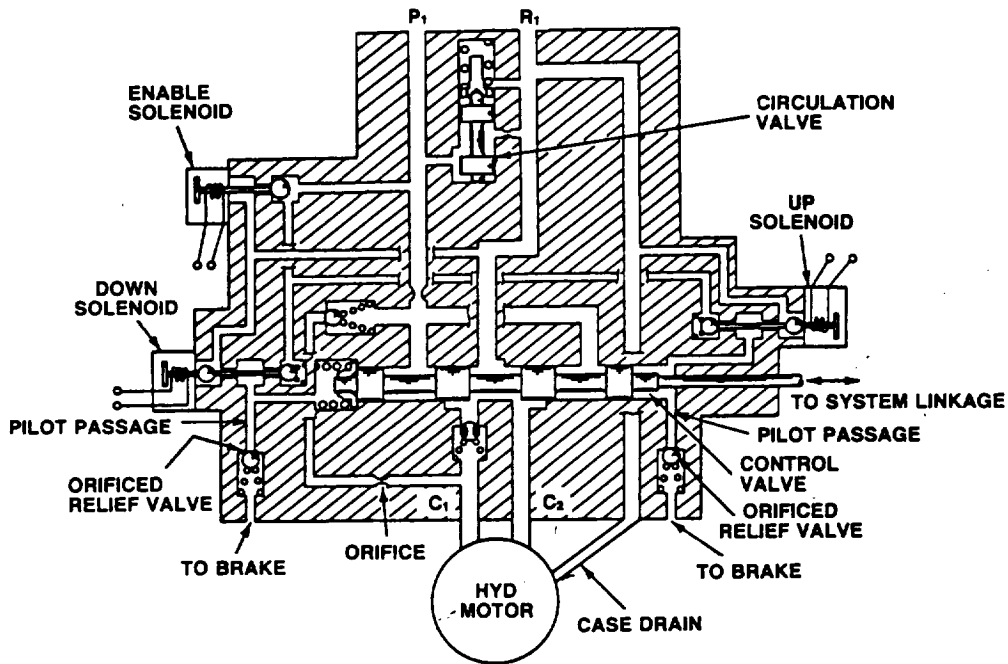 P₁
R₁
ENABLE
SOLENOID
CIRCULATION
VALVE
UP
SOLENOID
DOWN
SOLENOID
TO SYSTEM LINKAGE
PILOT PASSAGE
PILOT PASSAGE
CONTROL
VALVE
ORIFICED
RELIEF VALVE
ORIFICED
RELIEF VALVE
C₁
C₂
ORIFICE
TO BRAKE
TO BRAKE
HYD
MOTOR
CASE DRAIN